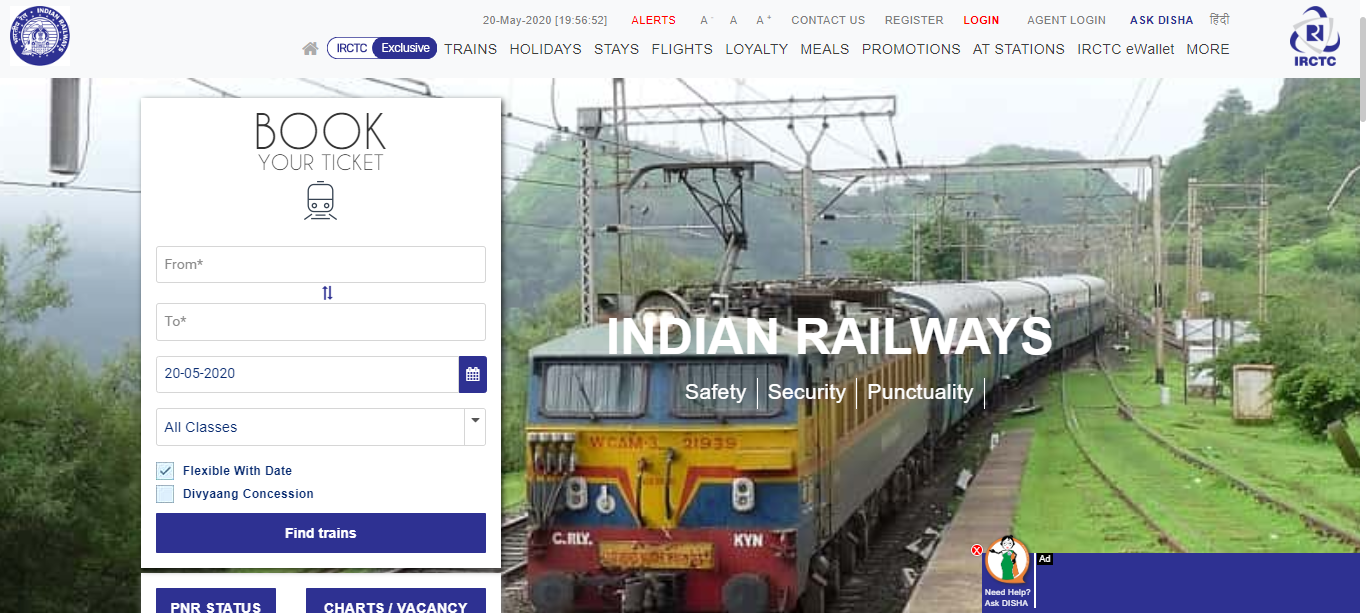 20-May-2020 [19:56:52] ALERTS A - A A + CONTACT US REGISTER LOGIN AGENT LOGIN ASK DISHA हिंदी
INDIAN RAILWAYS
IRCTC Exclusive TRAINS HOLIDAYS STAYS FLIGHTS LOYALTY MEALS PROMOTIONS AT STATIONS IRCTC eWallet MORE
IRCTC
BOOK
YOUR TICKET
From*
To*
20-05-2020
All Classes
Flexible With Date
Divyaang Concession
Find trains
PNR STATUS
CHARTS / VACANCY
INDIAN RAILWAYS
Safety | Security | Punctuality |
WCAM-3 21939
C.RLY. KYN
Ad
Need Help?
Ask DISHA